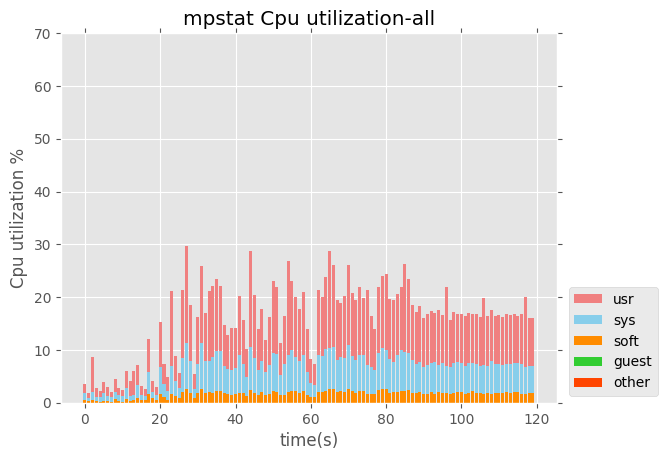 mpstat Cpu utilization-all
70
60
50
40
30
20
10
0
Cpu utilization %
0 20 40 60 80 100 120
time(s)
usr
sys
soft
guest
other